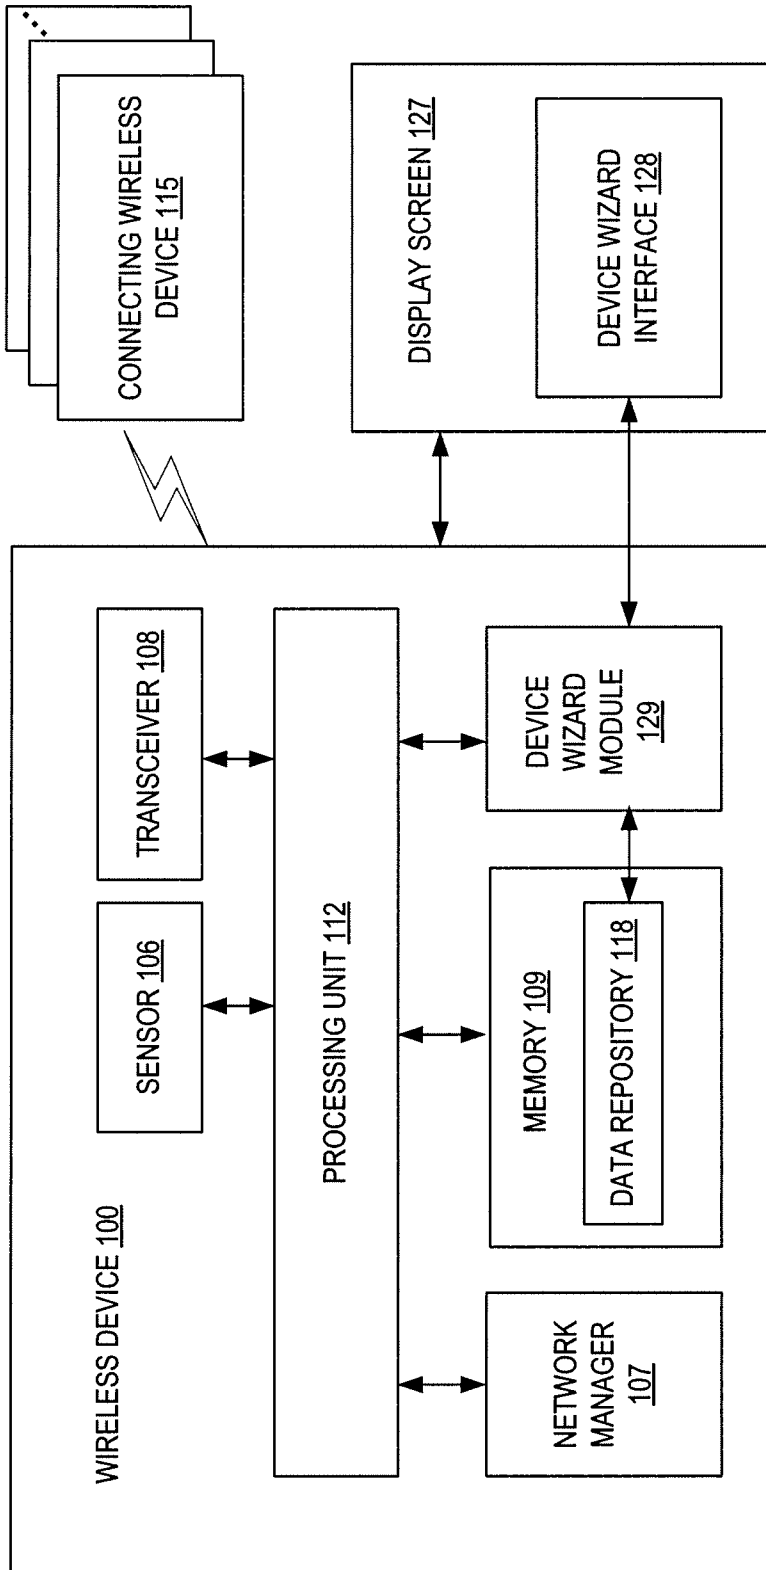 WIRELESS DEVICE 100
SENSOR 106
TRANSCEIVER 108
PROCESSING UNIT 112
NETWORK
MANAGER
107
MEMORY 109
DATA REPOSITORY 118
DEVICE
WIZARD
MODULE
129
CONNECTING WIRELESS
DEVICE 115
DISPLAY SCREEN 127
DEVICE WIZARD
INTERFACE 128